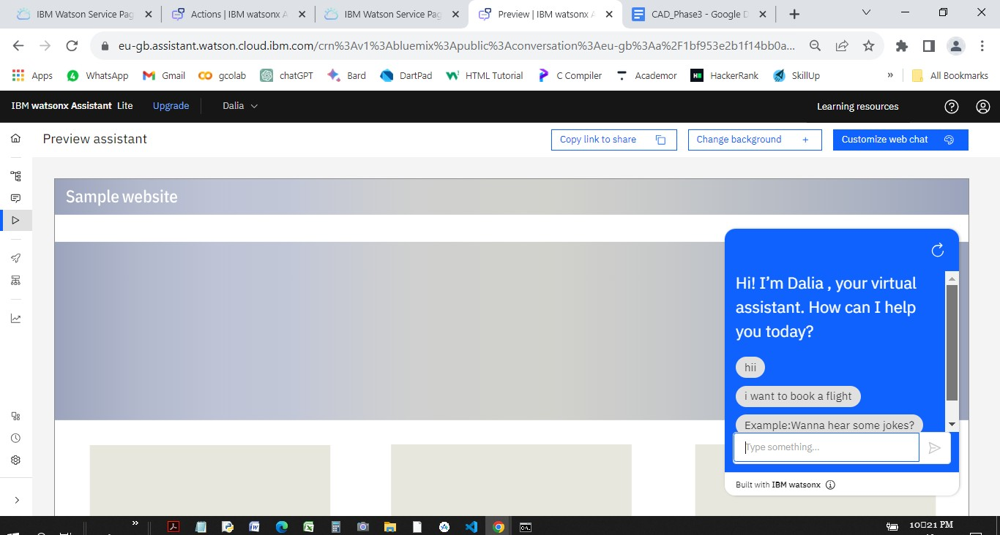 IBM Watson Service Pag
Actions | IBM watsonx A
IBM Watson Service Pag
Preview | IBM watsonx A
CAD_Phase3 - Google D
eu-gb.assistant.watson.cloud.ibm.com/crn%3Av1%3Abluemix%3Apublic%3Aconversation%3Aeu-gb%3Aa%2F1bf953e2b1f14bb0a...
Apps
WhatsApp
Gmail
gcolab
chatGPT
Bard
DartPad
HTML Tutorial
C Compiler
Academor
HackerRank
SkillUp
»
All Bookmarks
IBM watsonx Assistant Lite
Upgrade
Dalia
Learning resources
Preview assistant
Copy link to share
Change background +
Customize web chat
Sample website
Hi! I’m Dalia , your virtual
assistant. How can I help
you today?
hii
i want to book a flight
Example:Wanna hear some jokes?
Type something...
Built with IBM watsonx
10▯21 PM